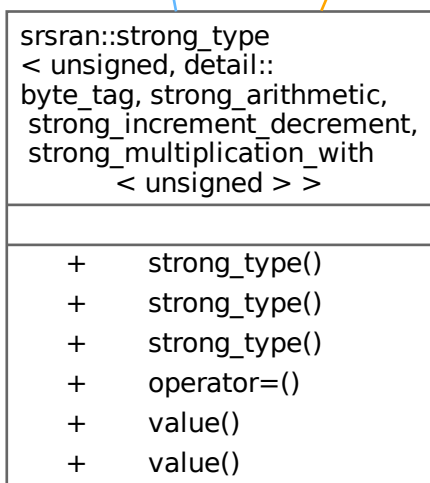 srsran::strong_type
< unsigned, detail::
byte_tag, strong_arithmetic,
strong_increment_decrement,
strong_multiplication_with
< unsigned > >
+ strong_type()
+ strong_type()
+ strong_type()
+ operator=()
+ value()
+ value()